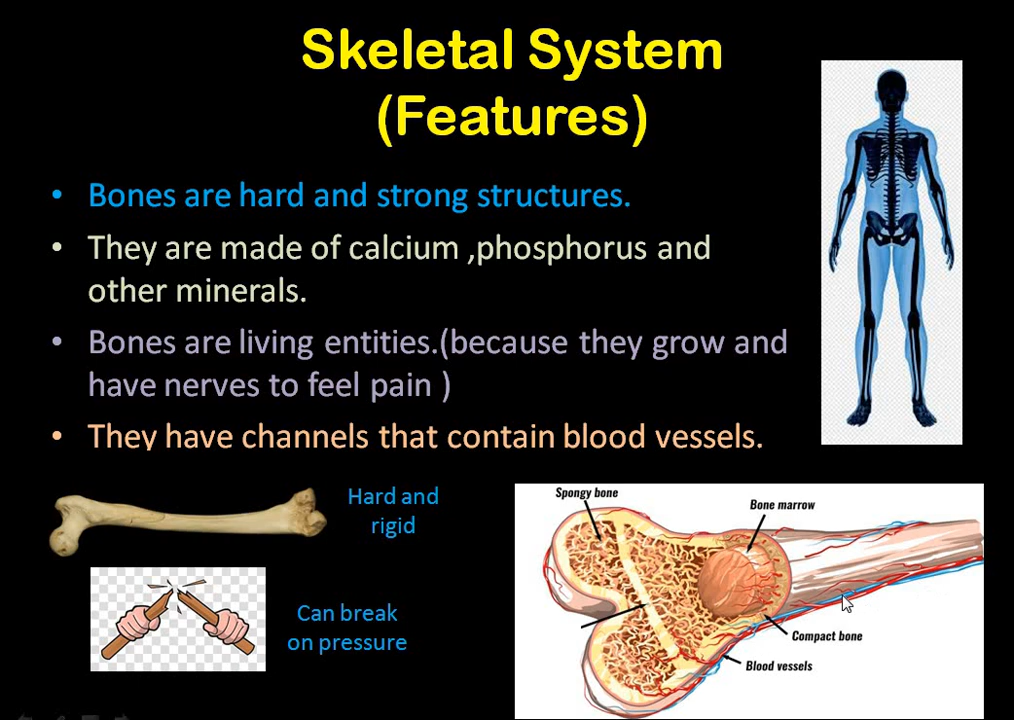 Skeletal System
(Features)
• Bones are hard and strong structures.
• They are made of calcium ,phosphorus and
other minerals.
• Bones are living entities.(because they grow and
have nerves to feel pain )
• They have channels that contain blood vessels.
Hard and
rigid
Can break
on pressure
Spongy bone
Bone marrow
Compact bone
Blood vessels